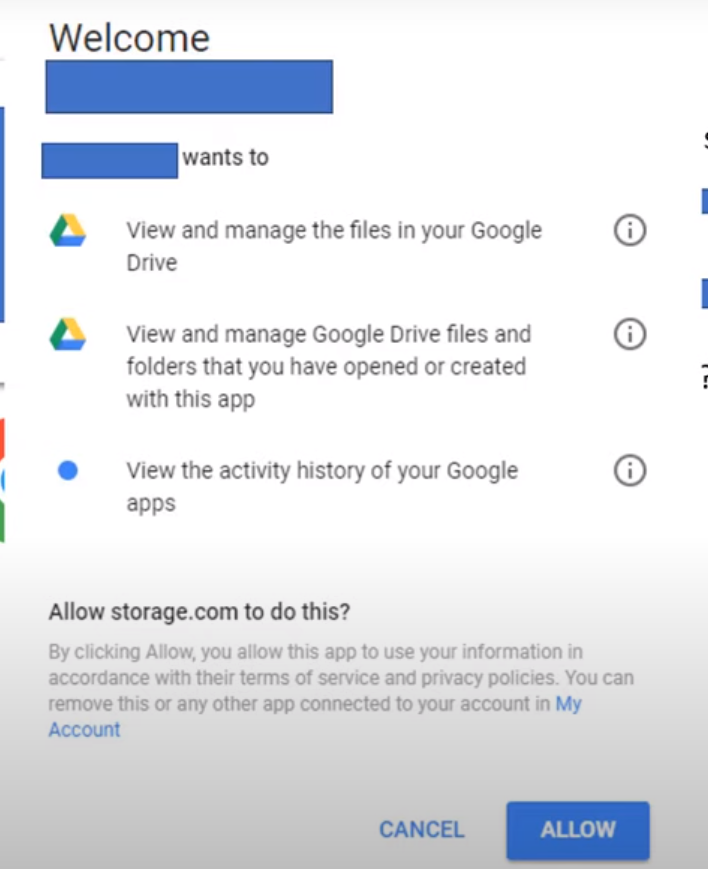 Welcome
wants to
View and manage the files in your Google
Drive
View and manage Google Drive files and
folders that you have opened or created
with this app
View the activity history of your Google
apps
Allow storage.com to do this?
By clicking Allow, you allow this app to use your information in
accordance with their terms of service and privacy policies. You can
remove this or any other app connected to your account in My
Account
CANCEL ALLOW